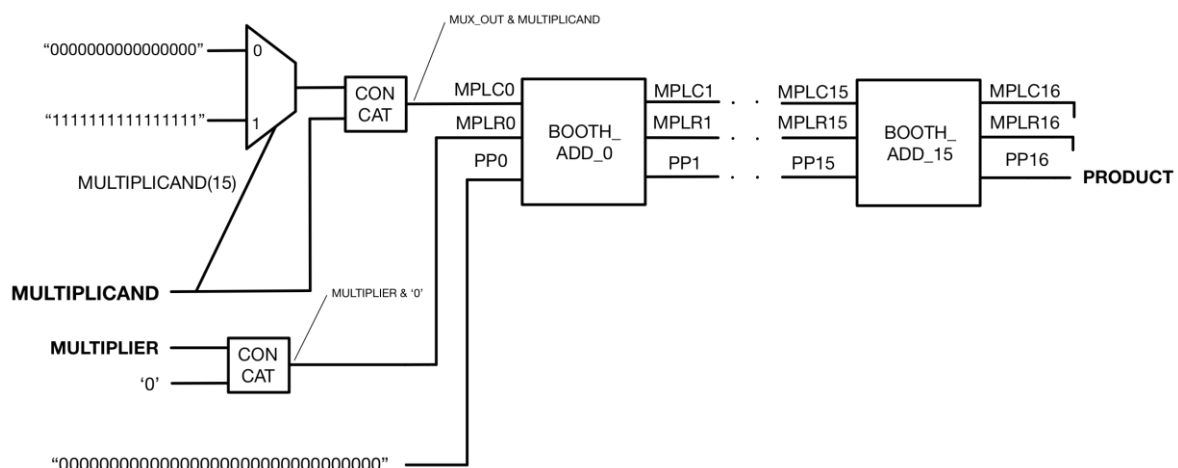 MUX_OUT & MULTIPLICAND
“0000000000000000”
0
CON
CAT
MPLC0
MPLR0
PP0
BOOTH_
ADD_0
MPLC1
MPLR1
PP1
. .
. .
. .
MPLC15
MPLR15
PP15
BOOTH_
ADD_15
MPLC16
MPLR16
PP16
PRODUCT
“1111111111111111”
1
MULTIPLICAND(15)
MULTIPLICAND
MULTIPLIER & ‘0’
MULTIPLIER
‘0’
CON
CAT
“00000000000000000000000000000000”